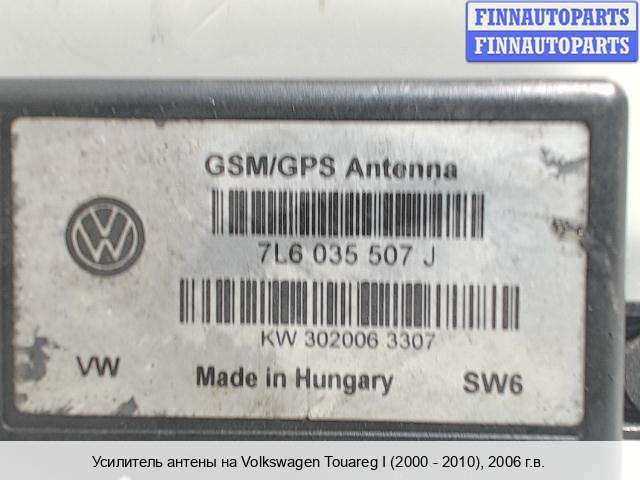 FINNAUTOPARTS
FINNAUTOPARTS
GSM/GPS Antenna
7L6 035 507 J
KW 302006 3307
VW Made in Hungary SW6
Усилитель антены на Volkswagen Touareg I (2000 - 2010), 2006 г.в.